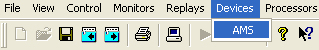 File View Control Monitors Replays Devices Processors
AMS